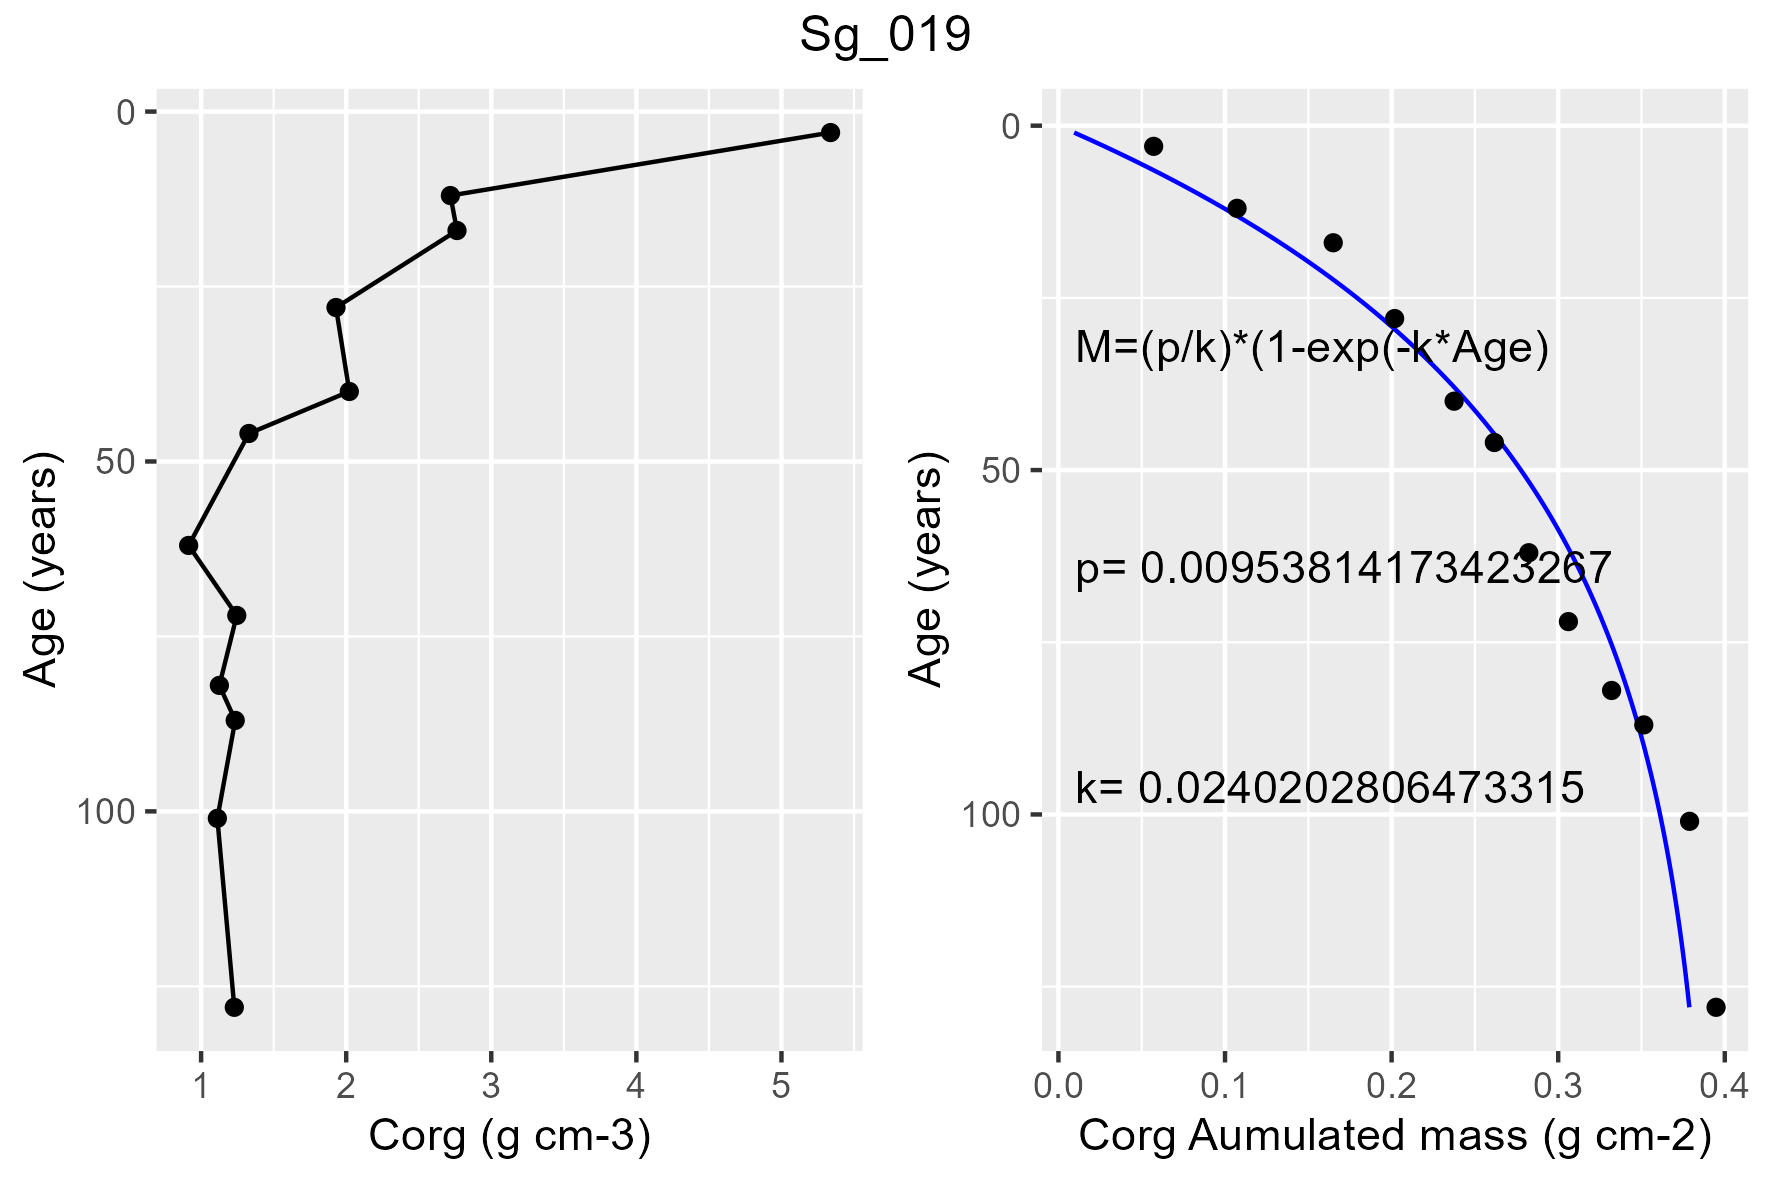 Sg_019
Age (years)
0
50
100
1 2 3 4 5
Corg (g cm-3)
Age (years)
0
50
100
M=(p/k)*(1-exp(-k*Age)
p= 0.00953814173423267
k= 0.0240202806473315
0.0 0.1 0.2 0.3 0.4
Corg Aumulated mass (g cm-2)